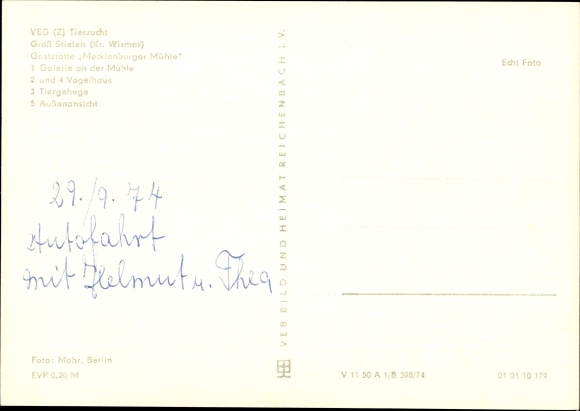 VEG (Z) Tierzucht
Groß Stieten (Kr. Wismar)
Gaststätte „Mecklenburger Mühle"
1 Galerie an der Mühle
2 und 4 Vogelhaus
3 Tiergehege
5 Außenansicht
Echt Foto
29./9. 74
Autofahrt
mit Helmut u. Thea
VEB BILD UND HEIMAT REICHENBACH I. V.
Foto: Mohr, Berlin
EVP 0,20 M
V 11 50 A 1/B 398/74
01 01 10 179